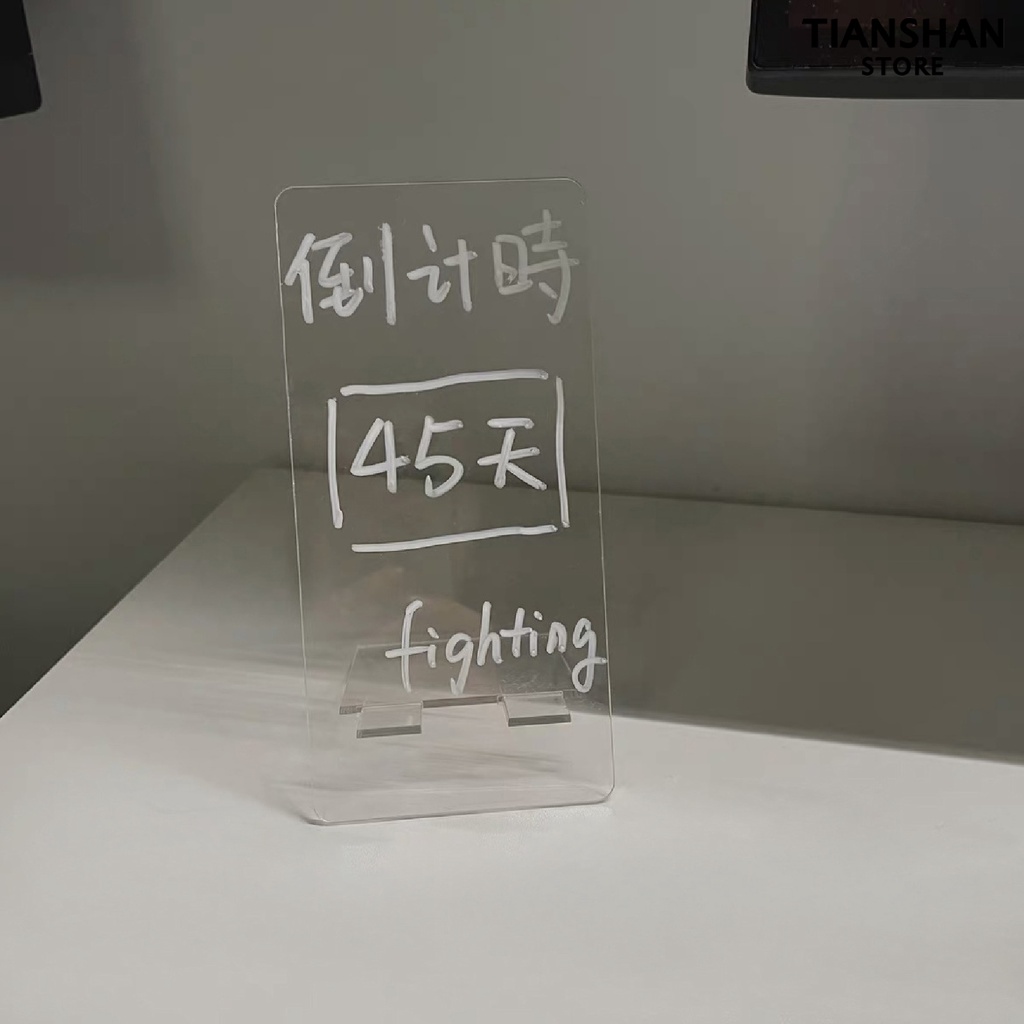 TIANSHAN
STORE
倒计時
45天
fighting